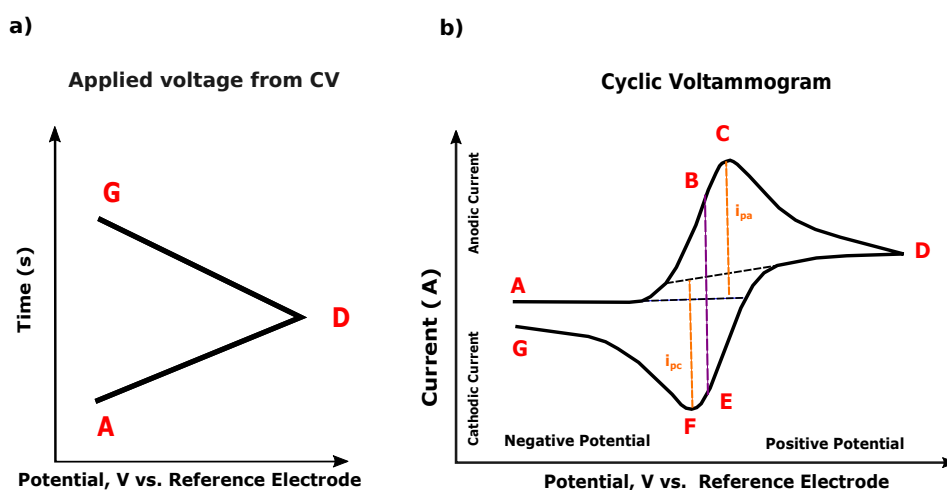 a)
Applied voltage from CV
Time (s)
G
D
A
Potential, V vs. Reference Electrode
b)
Cyclic Voltammogram
Current ( A)
Anodic Current
Cathodic Current
C
B
ipa
D
A
G
ipc
E
F
Negative Potential
Positive Potential
Potential, V vs. Reference Electrode